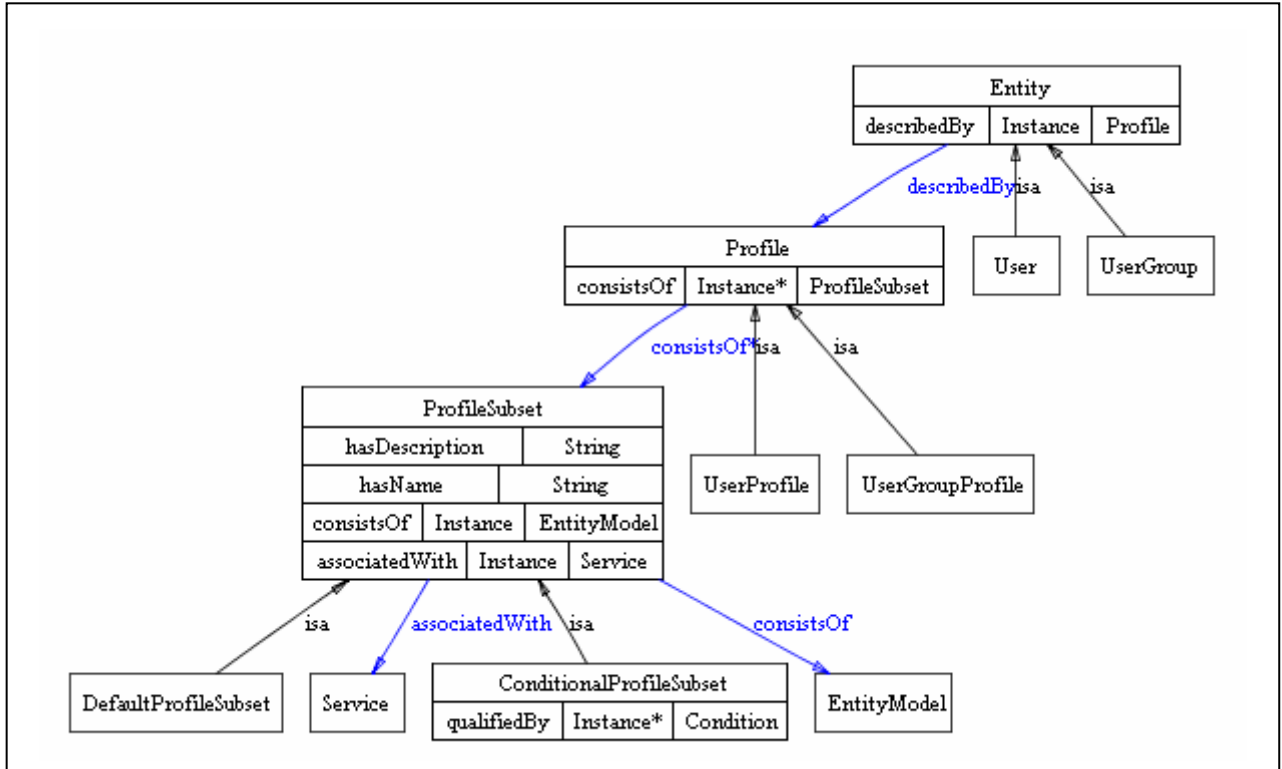 Entity
describedBy Instance Profile
describedBy isa isa
Profile
User UserGroup
consistsOf Instance* ProfileSubset
consistsOf* isa isa
ProfileSubset
hasDescription String
UserProfile UserGroupProfile
hasName String
consistsOf Instance EntityModel
associatedWith Instance Service
isa associatedWith isa consistsOf
DefaultProfileSubset Service ConditionalProfileSubset EntityModel
qualifiedBy Instance* Condition